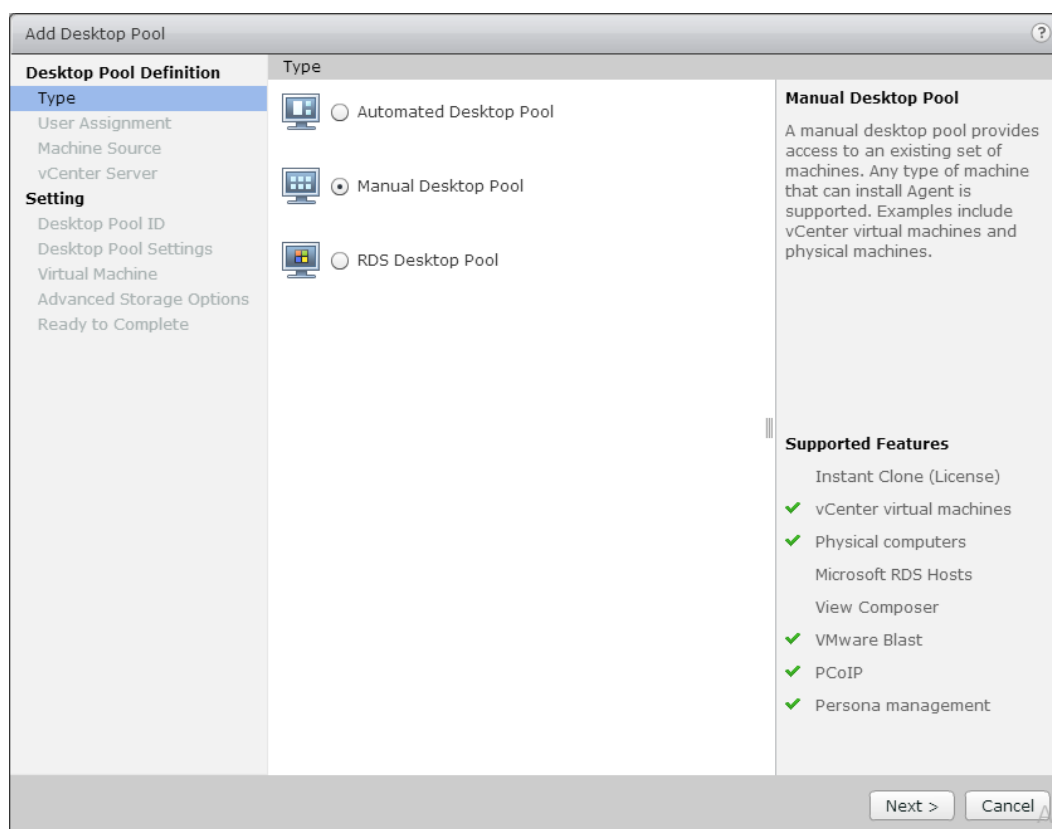 Add Desktop Pool
?
Desktop Pool Definition
Type
User Assignment
Machine Source
vCenter Server
Setting
Desktop Pool ID
Desktop Pool Settings
Virtual Machine
Advanced Storage Options
Ready to Complete
Type
Automated Desktop Pool
Manual Desktop Pool
RDS Desktop Pool
Manual Desktop Pool
A manual desktop pool provides
access to an existing set of
machines. Any type of machine
that can install Agent is
supported. Examples include
vCenter virtual machines and
physical machines.
Supported Features
Instant Clone (License)
vCenter virtual machines
Physical computers
Microsoft RDS Hosts
View Composer
VMware Blast
PCoIP
Persona management
Next >
Cancel
A